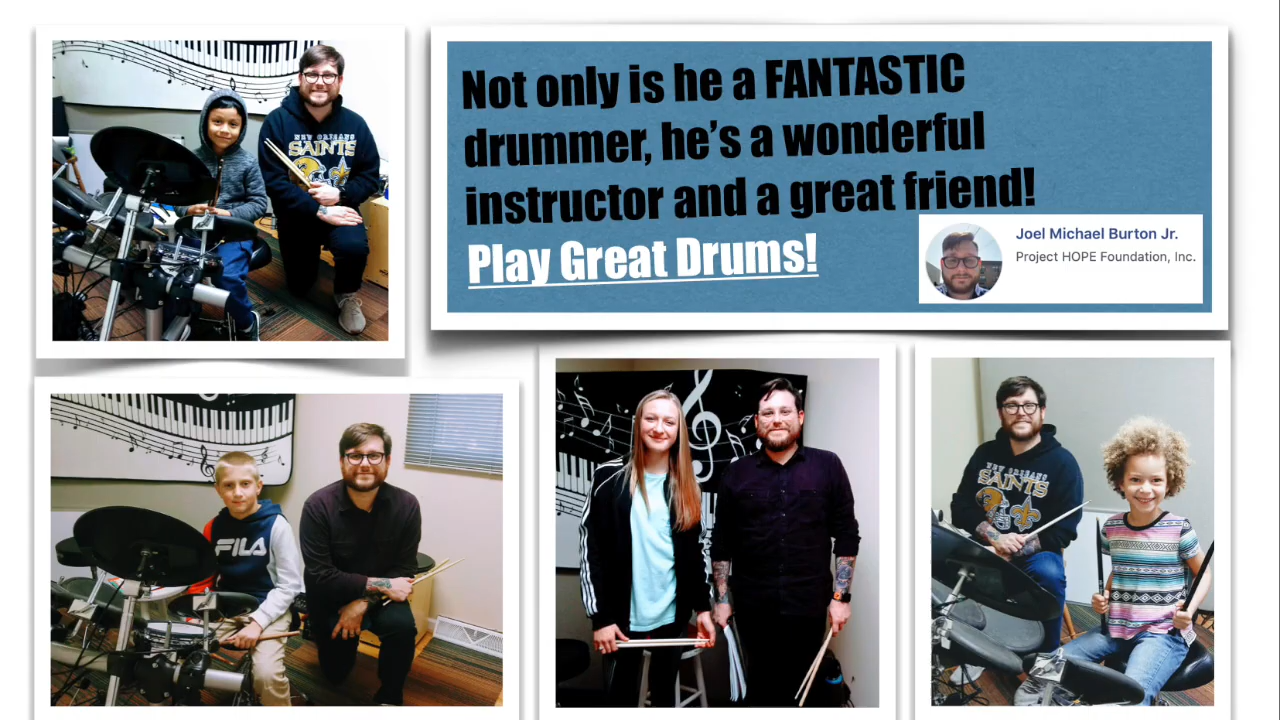 Not only is he a FANTASTIC
drummer, he’s a wonderful
instructor and a great friend!
Play Great Drums!
Joel Michael Burton Jr.
Project HOPE Foundation, Inc.
NEW ORLEANS
SAINTS
FILA
NEW ORLEANS
SAINTS